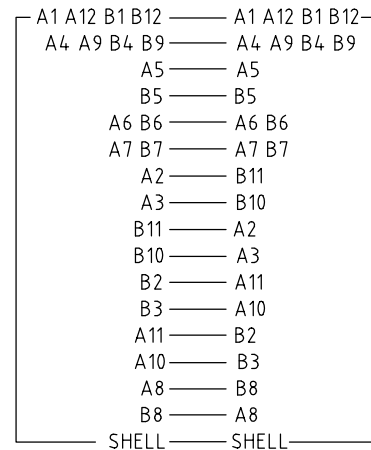 A1 A12 B1 B12 A1 A12 B1 B12
A4 A9 B4 B9 A4 A9 B4 B9
A5 A5
B5 B5
A6 B6 A6 B6
A7 B7 A7 B7
A2 B11
A3 B10
B11 A2
B10 A3
B2 A11
B3 A10
A11 B2
A10 B3
A8 B8
B8 A8
SHELL SHELL